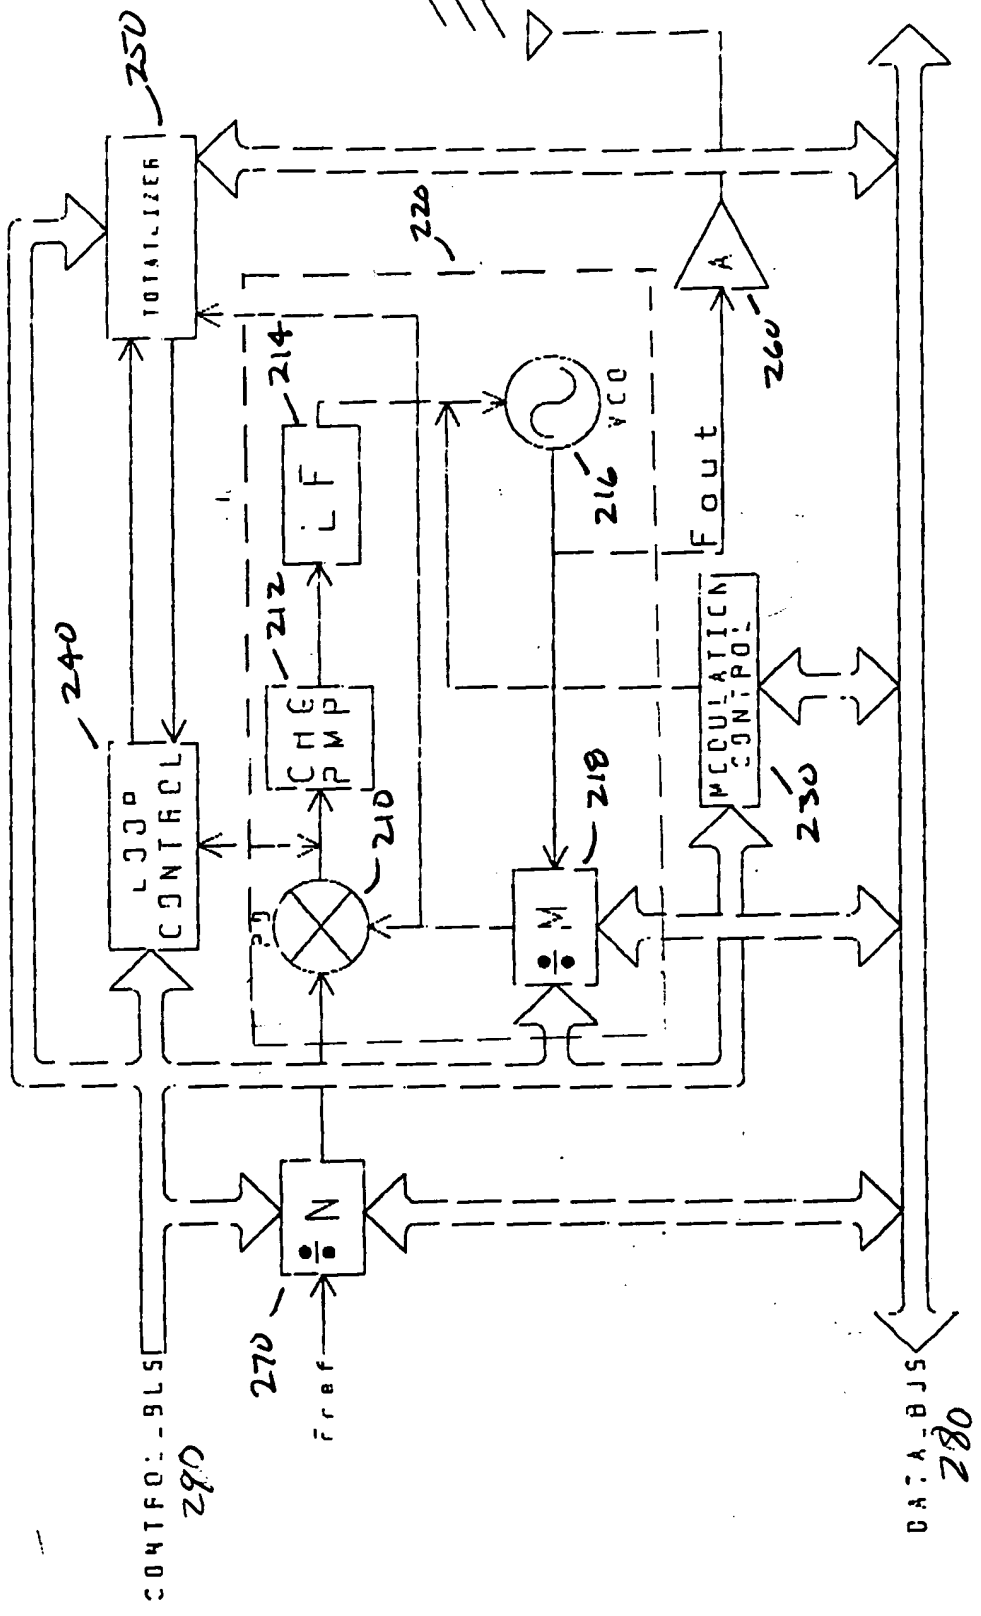 CONTROL-BUS
290
LOOP
CONTROL
240
TOTALIZER
250
270
Fref
÷N
PD
210
CHG
PMP
212
LF
214
220
÷M
218
216
VCO
Fout
MODULATION
CONTROL
230
A
260
DATA-BUS
280